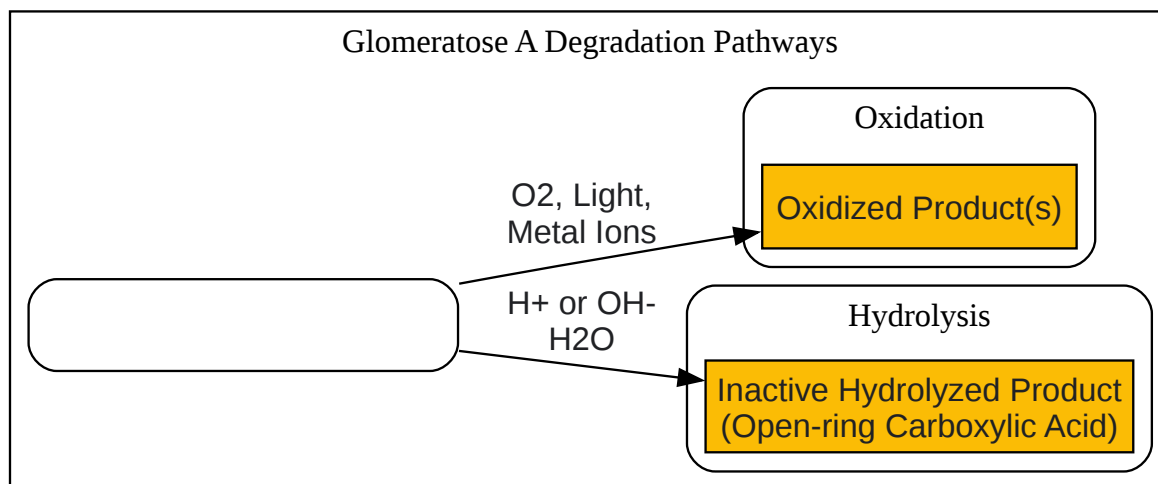 Glomeratose A Degradation Pathways
Oxidation
Oxidized Product(s)
O2, Light,
Metal Ions
H+ or OH-
H2O
Hydrolysis
Inactive Hydrolyzed Product
(Open-ring Carboxylic Acid)